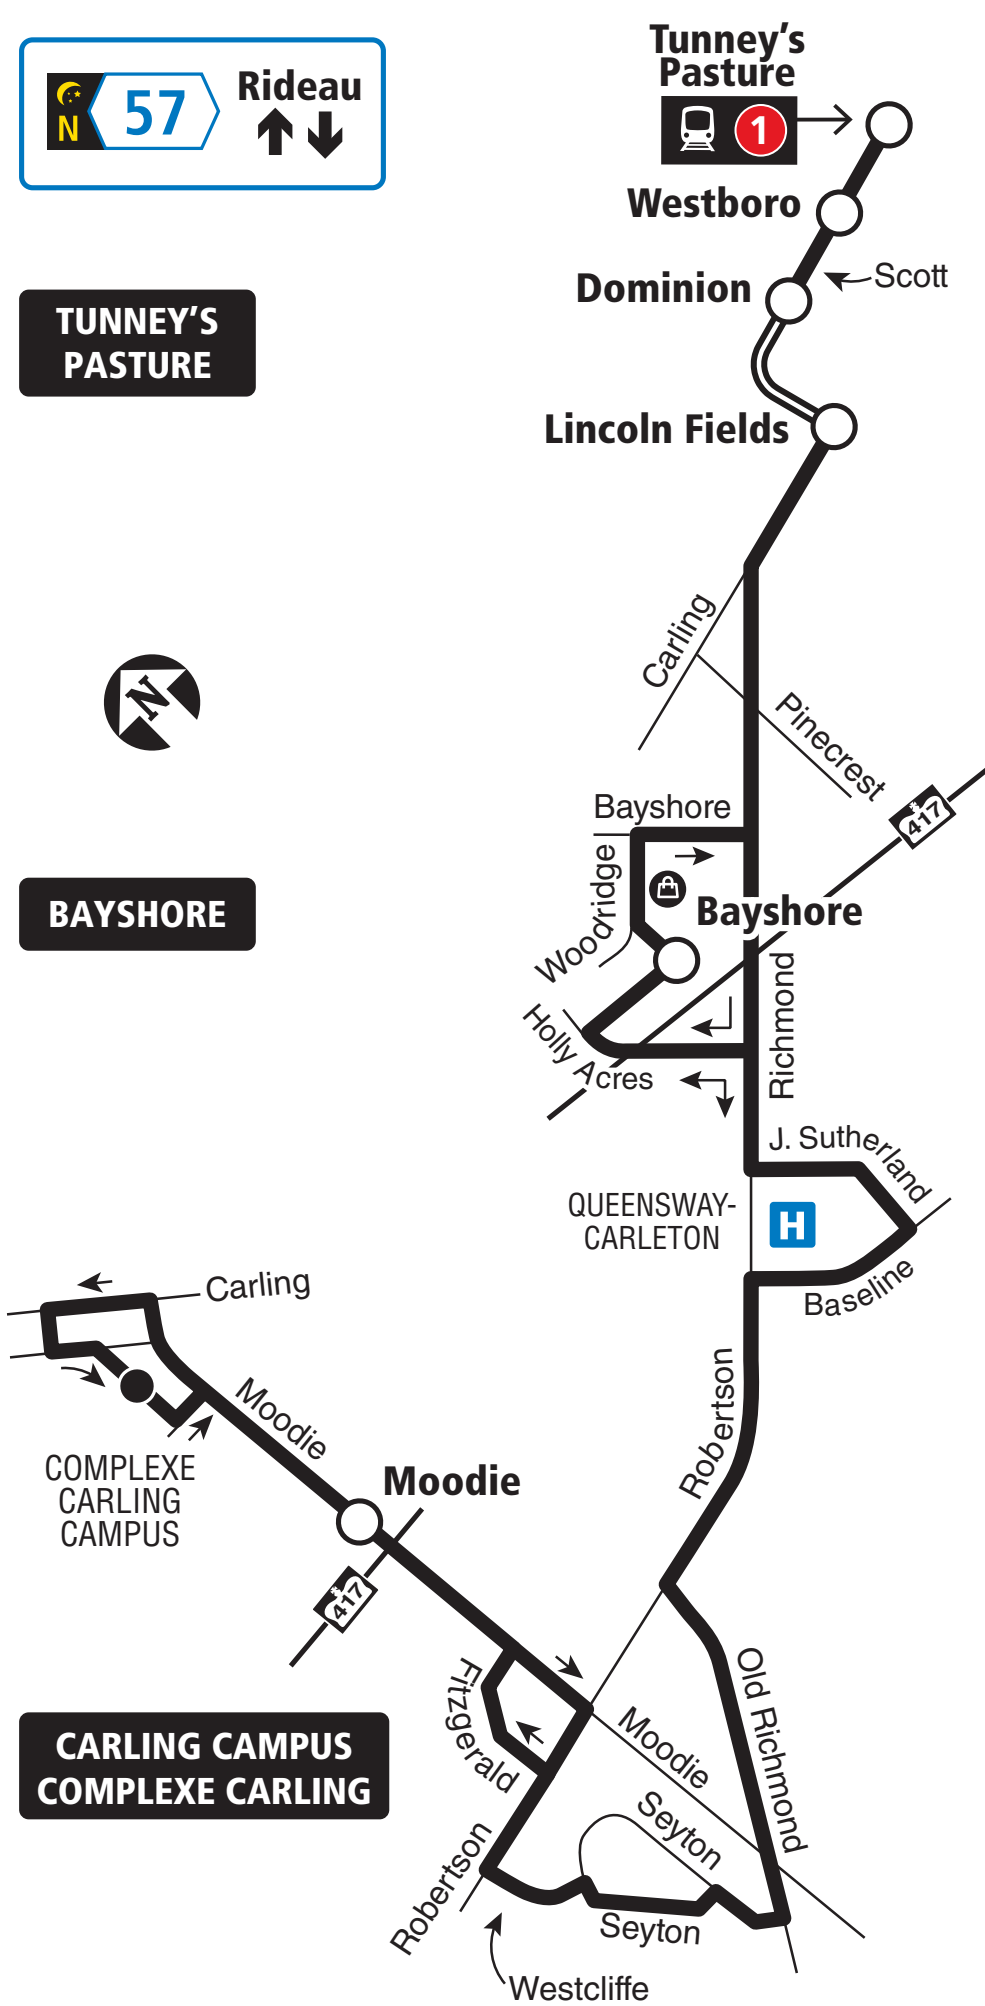 N
57
Rideau
Tunney's
Pasture
1
Westboro
Dominion
Scott
TUNNEY'S
PASTURE
Lincoln Fields
Carling
Pinecrest
N
417
Bayshore
Woodridge
BAYSHORE
Bayshore
Richmond
Holly Acres
J. Sutherland
QUEENSWAY-
CARLETON
H
Baseline
Carling
Robertson
Moodie
COMPLEXE
CARLING
CAMPUS
Moodie
417
Fitzgerald
Old Richmond
Moodie
CARLING CAMPUS
COMPLEXE CARLING
Seyton
Robertson
Seyton
Westcliffe